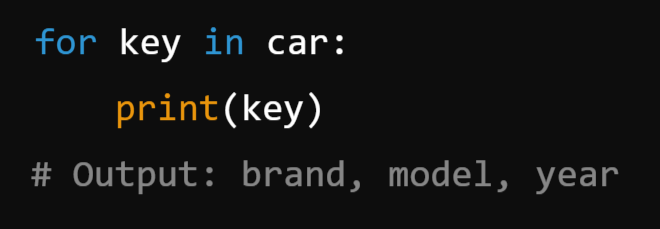 for key in car:
    print(key)
# Output: brand, model, year